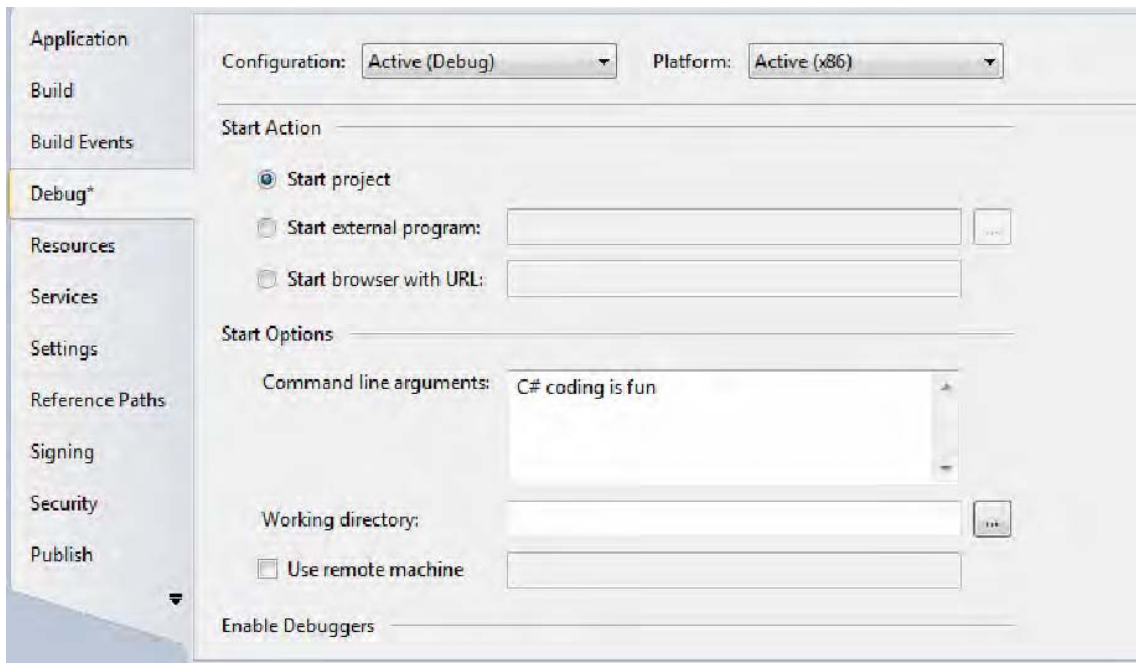 Application
Build
Build Events
Debug*
Resources
Services
Settings
Reference Paths
Signing
Security
Publish
Configuration: Active (Debug) Platform: Active (x86)
Start Action
Start project
Start external program: ...
Start browser with URL:
Start Options
Command line arguments: C# coding is fun
Working directory: ...
Use remote machine
Enable Debuggers